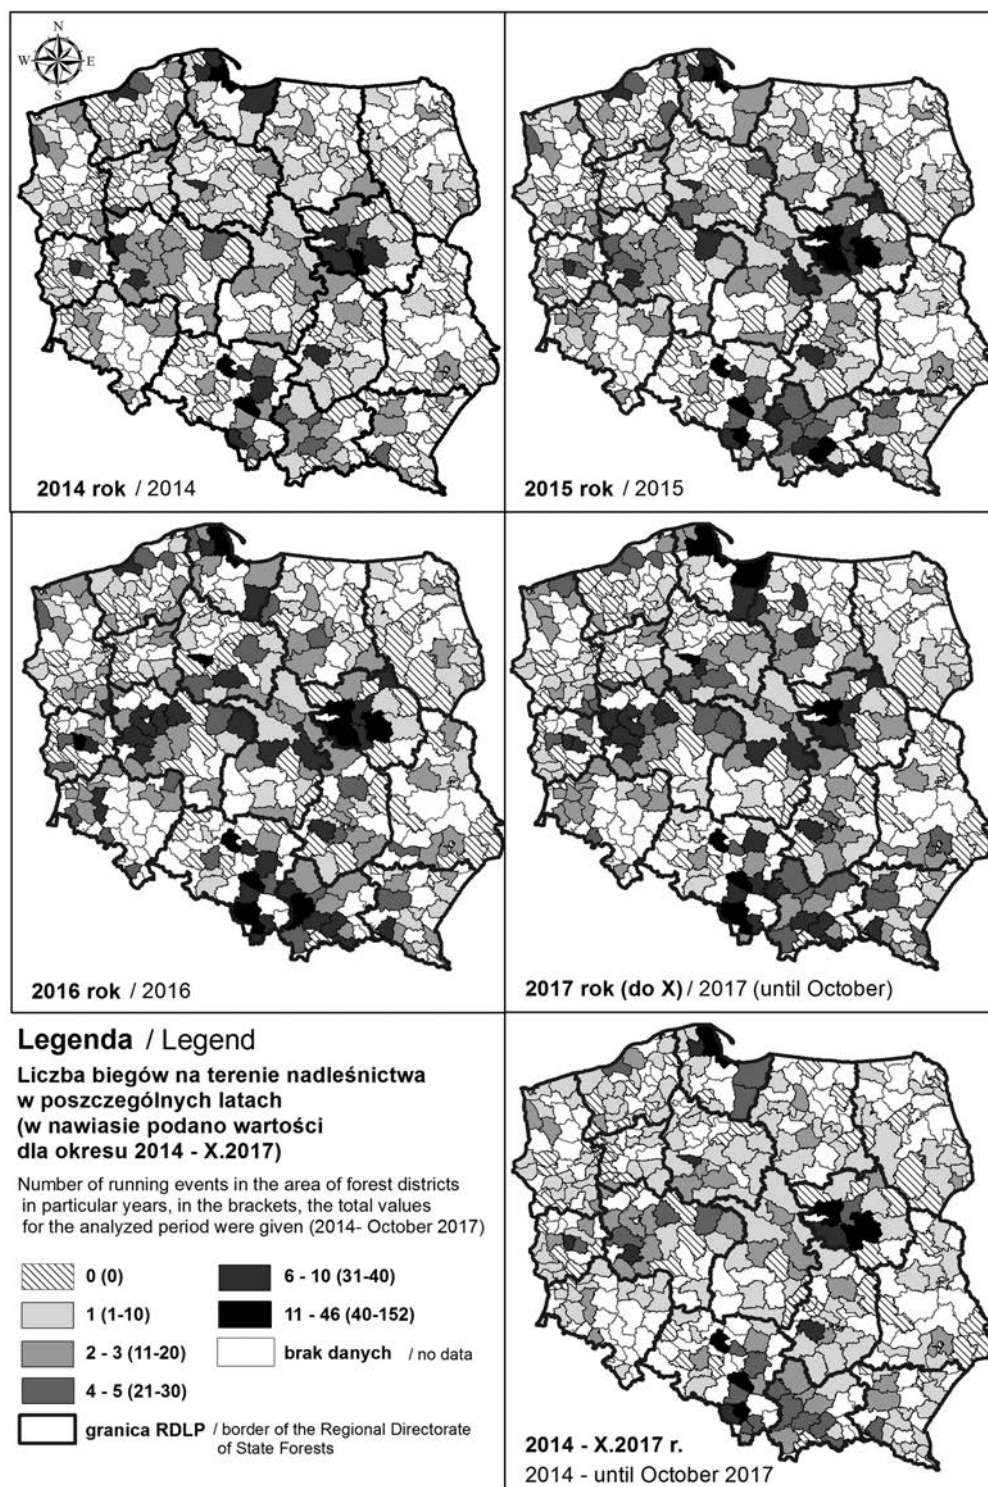 N
W E
S
2014 rok / 2014
2015 rok / 2015
2016 rok / 2016
2017 rok (do X) / 2017 (until October)
Legenda / Legend
Liczba biegów na terenie nadleśnictwa
w poszczególnych latach
(w nawiasie podano wartości
dla okresu 2014 - X.2017)
Number of running events in the area of forest districts
in particular years, in the brackets, the total values
for the analyzed period were given (2014- October 2017)
0 (0)
1 (1-10)
2 - 3 (11-20)
4 - 5 (21-30)
6 - 10 (31-40)
11 - 46 (40-152)
brak danych / no data
granica RDLP / border of the Regional Directorate
of State Forests
2014 - X.2017 r.
2014 - until October 2017